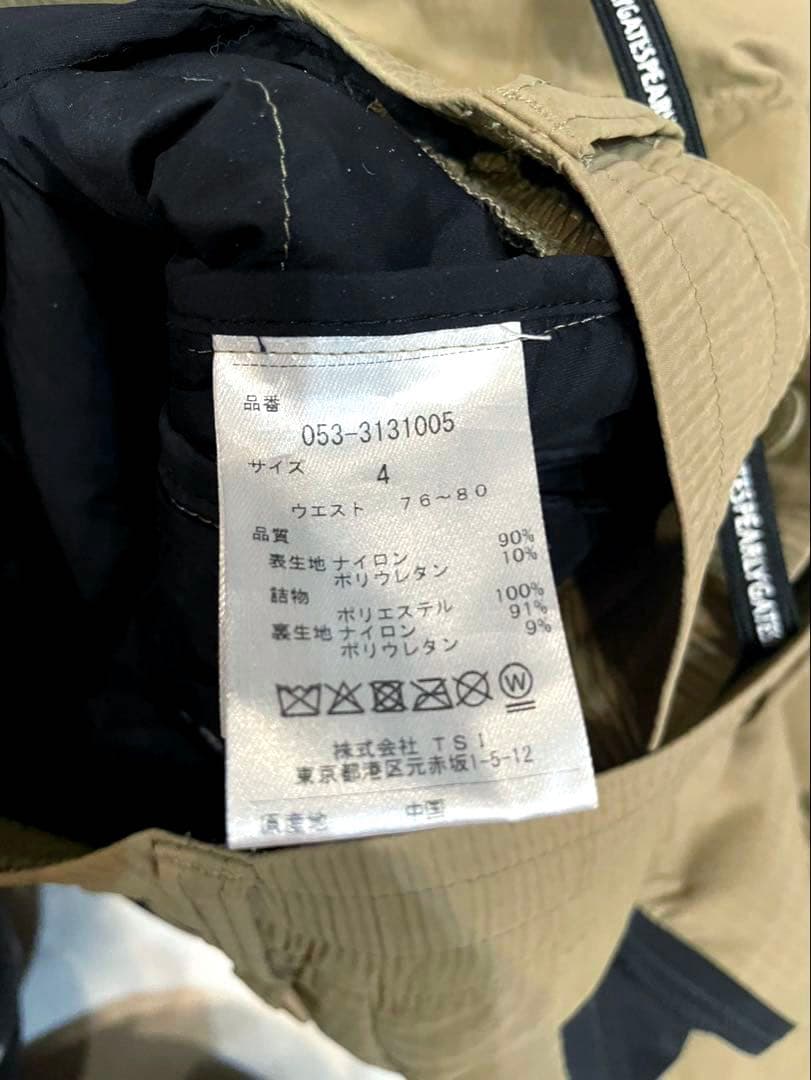 YGATESPEARL
品番
053-3131005
サイズ
4
ウエスト 76~80
品質
表生地 ナイロン 90%
ポリウレタン 10%
詰物
ポリエステル 100%
裏生地 ナイロン 91%
ポリウレタン 9%
W
株式会社 TSI
東京都港区元赤坂1-5-12
原産地 中国
TESPEARLYGATES